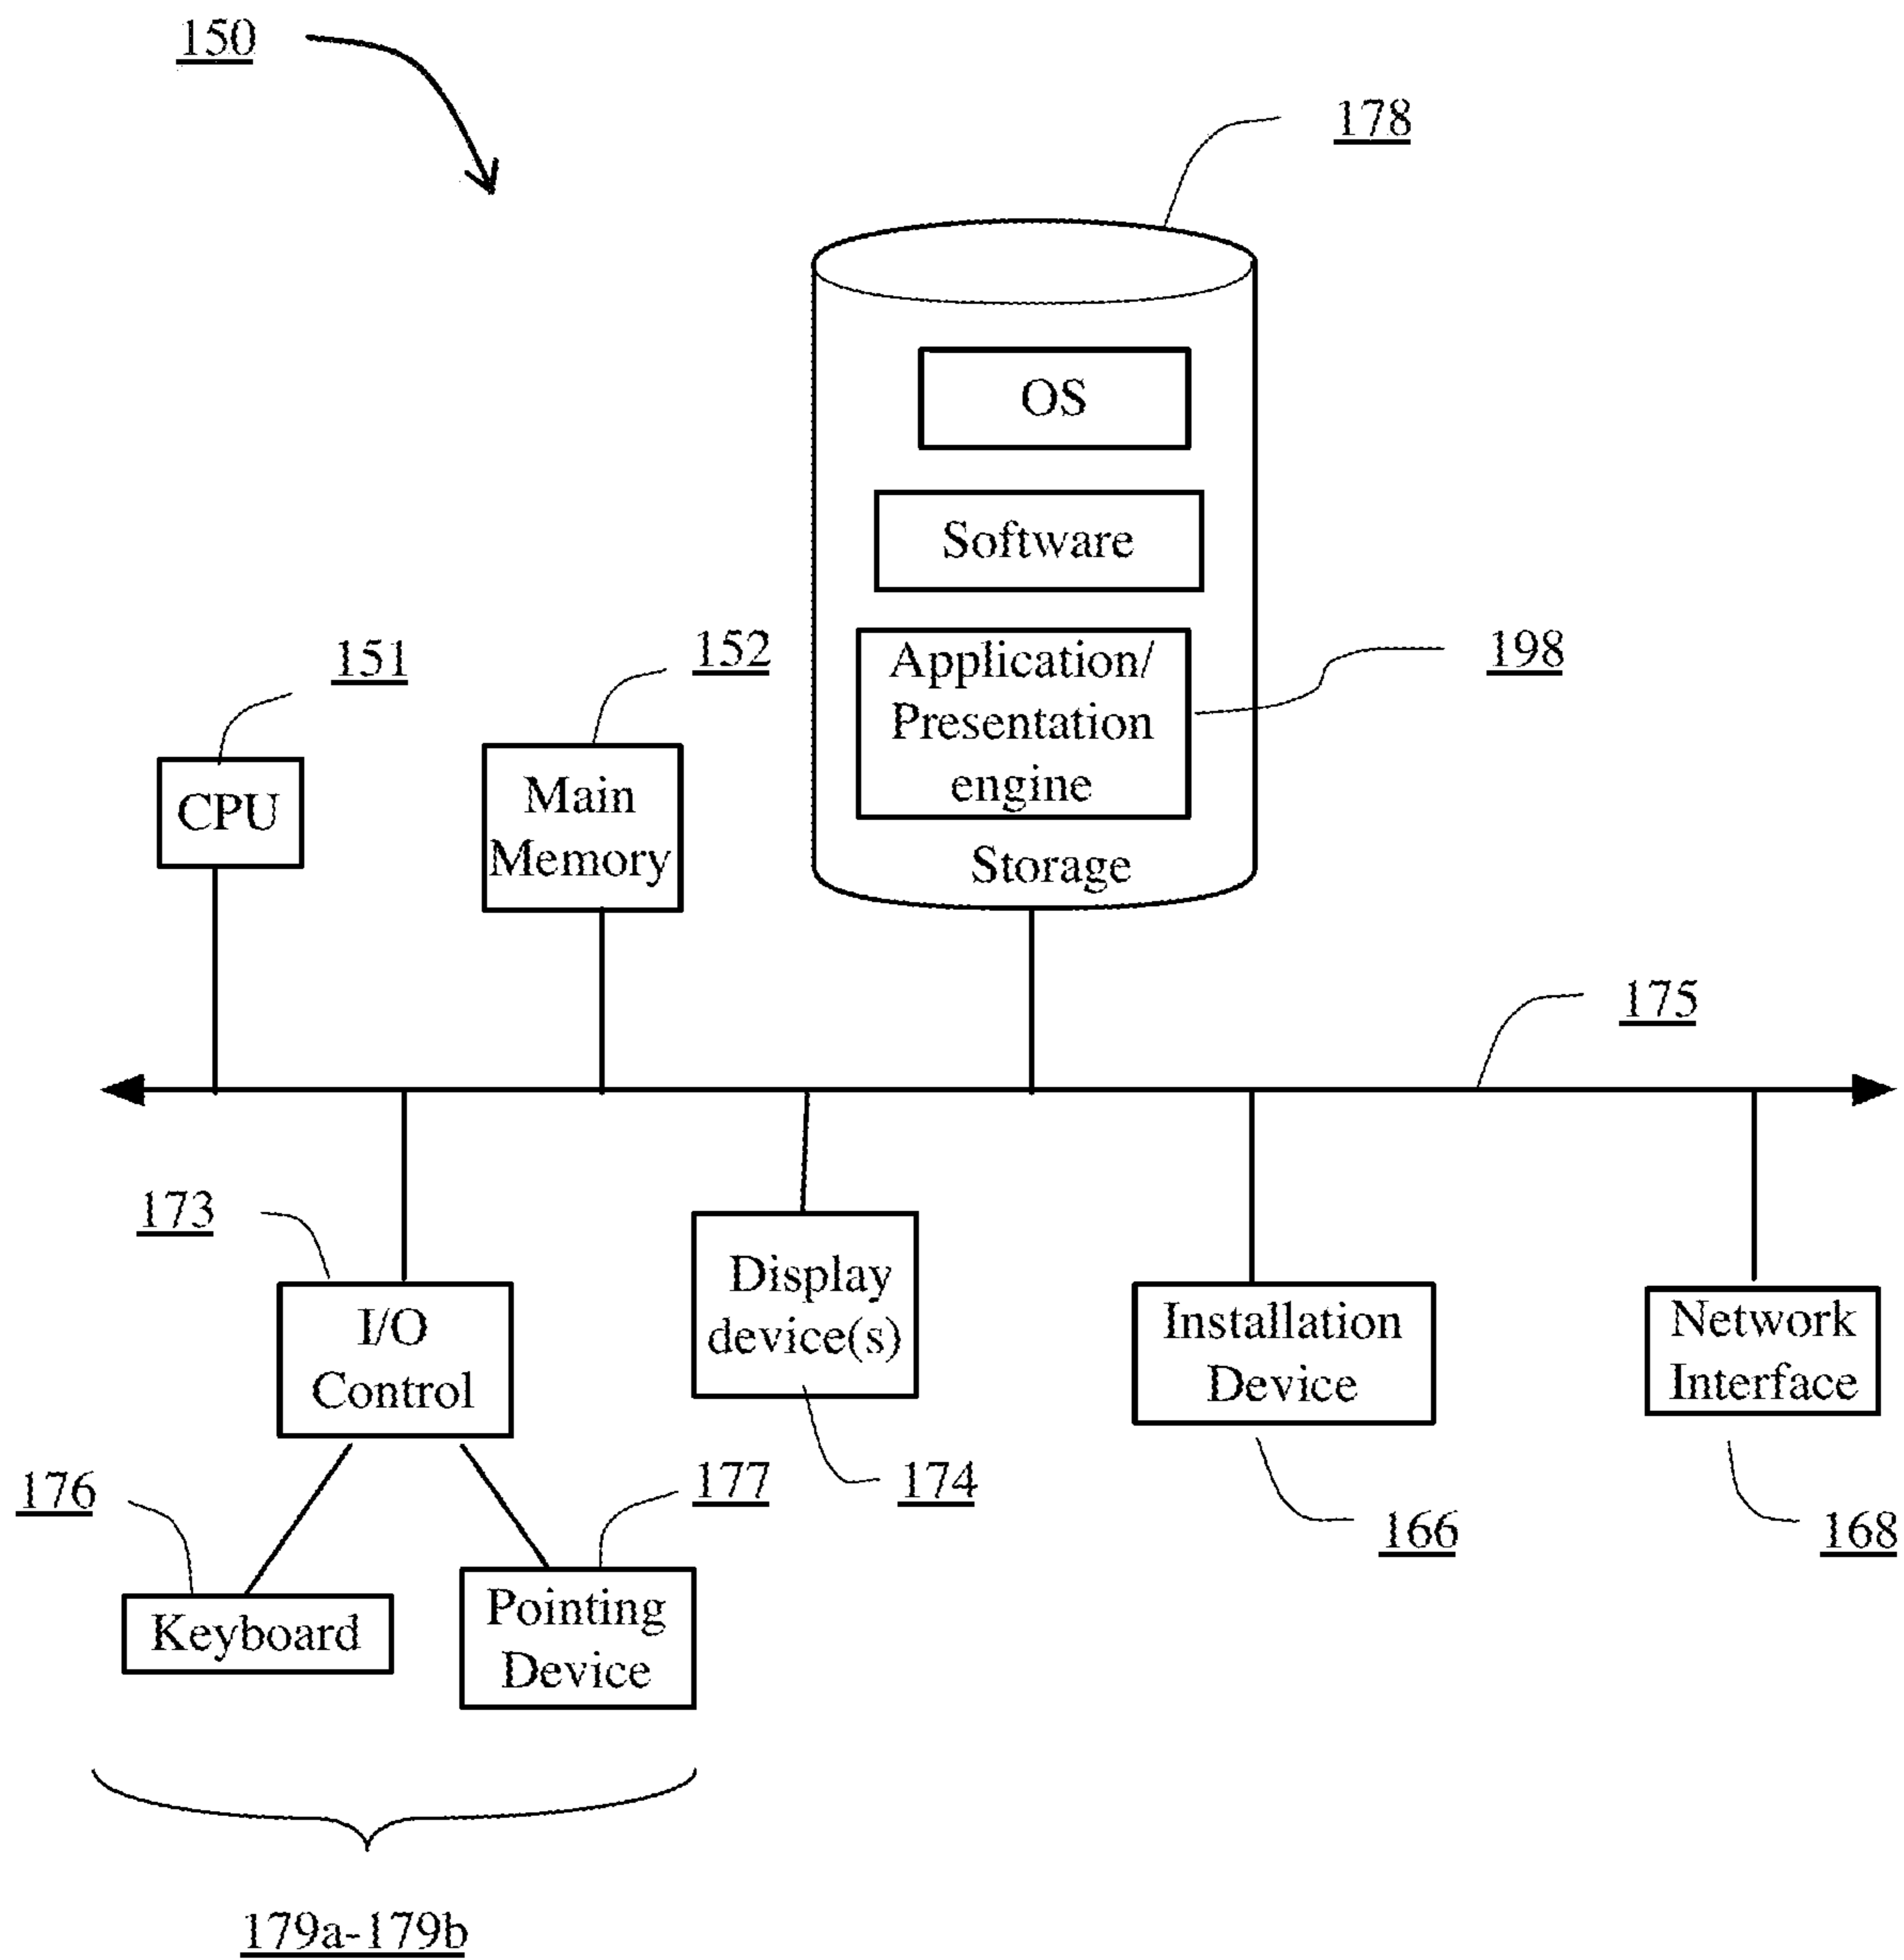 150
178
OS
Software
Application/
Presentation
engine
Storage
198
151
CPU
152
Main
Memory
175
173
I/O
Control
Display
device(s)
174
Installation
Device
166
Network
Interface
168
176
Keyboard
177
Pointing
Device
179a-179b